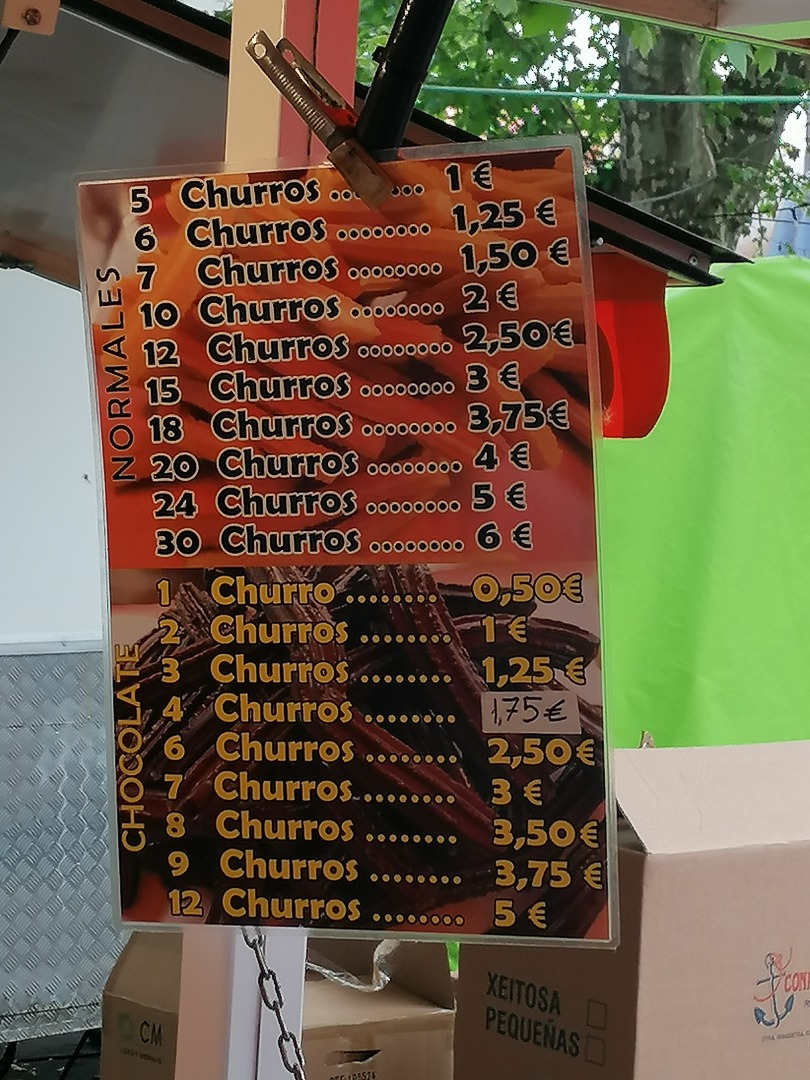 NORMALES
5 Churros ........ 1 €
6 Churros ........ 1,25 €
7 Churros ........ 1,50 €
10 Churros ........ 2 €
12 Churros ........ 2,50€
15 Churros ........ 3 €
18 Churros ........ 3,75€
20 Churros ........ 4 €
24 Churros ........ 5 €
30 Churros ........ 6 €
CHOCOLATE
1 Churro ........ 0,50€
2 Churros ........ 1 €
3 Churros ........ 1,25 €
4 Churros ........ 1,75€
6 Churros ........ 2,50€
7 Churros ........ 3 €
8 Churros ........ 3,50€
9 Churros ........ 3,75 €
12 Churros ........ 5 €
XEITOSA
PEQUEÑAS
CM